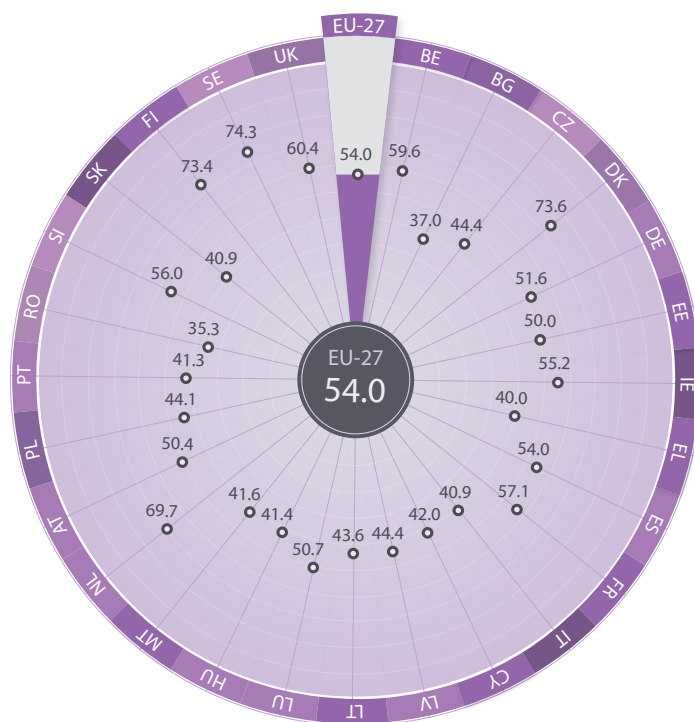 EU-27
BE
BG
CZ
DK
DE
EE
IE
EL
ES
FR
IT
CY
LV
LT
LU
HU
MT
NL
AT
PL
PT
RO
SI
SK
FI
SE
UK
54.0
59.6
37.0
44.4
73.6
51.6
50.0
55.2
40.0
54.0
57.1
40.9
42.0
44.4
43.6
50.7
41.4
41.6
69.7
50.4
44.1
41.3
35.3
56.0
40.9
73.4
74.3
60.4
EU-27
54.0